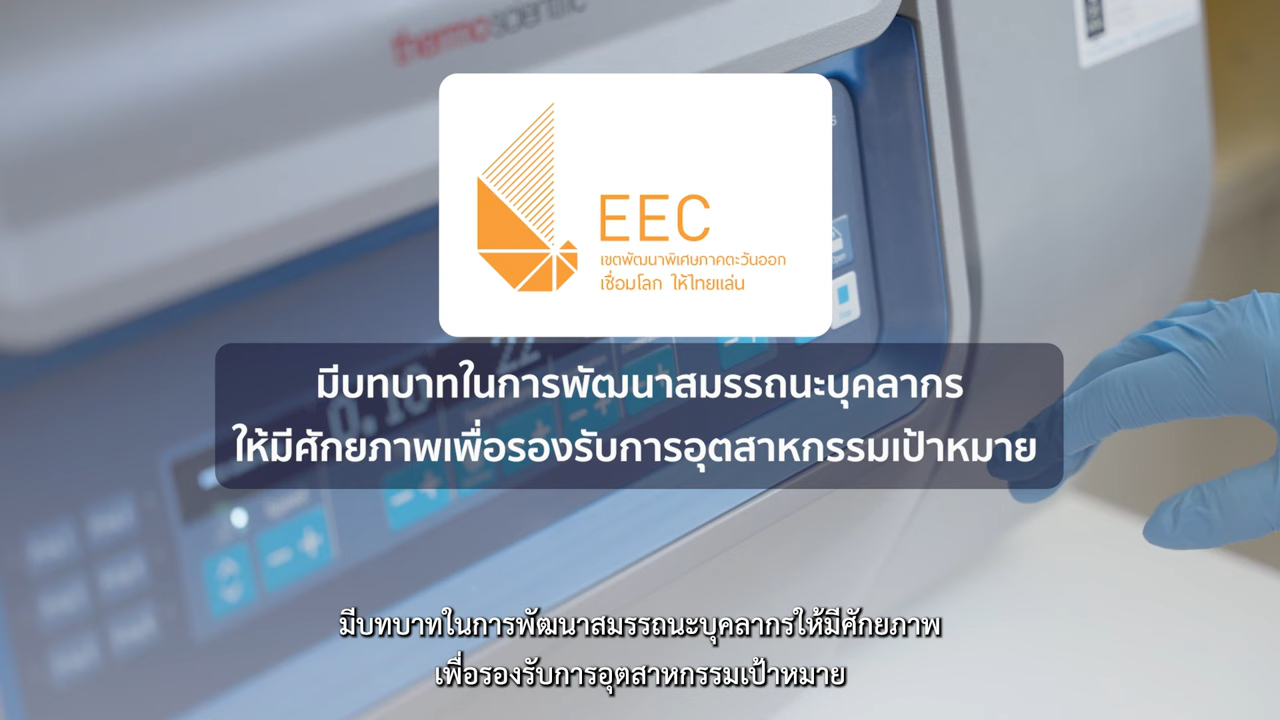 thermo scientific
EEC
เขตพัฒนาพิเศษภาคตะวันออก
เชื่อมโลก ให้ไทยแล่น
มีบทบาทในการพัฒนาสมรรถนะบุคลากร
ให้มีศักยภาพเพื่อรองรับการอุตสาหกรรมเป้าหมาย
มีบทบาทในการพัฒนาสมรรถนะบุคลากรให้มีศักยภาพ
เพื่อรองรับการอุตสาหกรรมเป้าหมาย